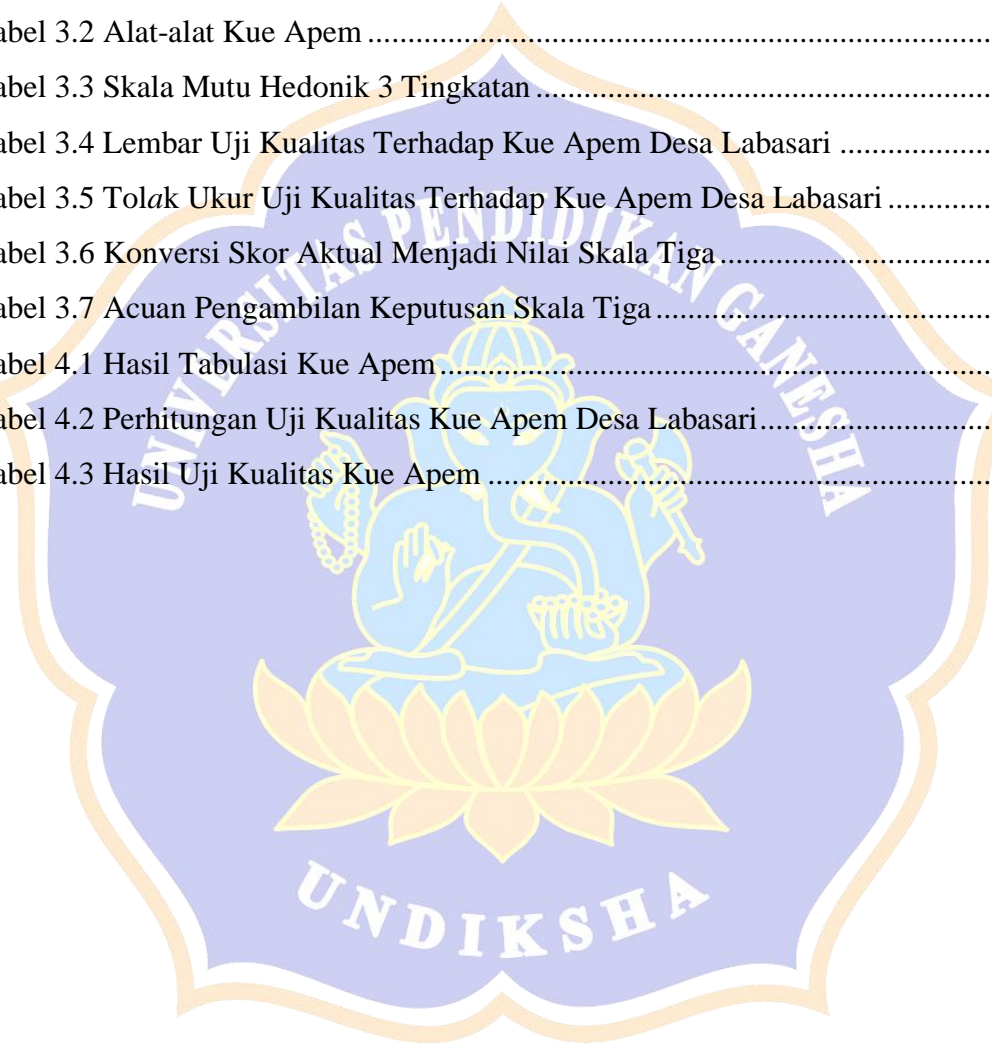 abel 3.2 Alat-alat Kue Apem ........................................................................
abel 3.3 Skala Mutu Hedonik 3 Tingkatan ........................................................
abel 3.4 Lembar Uji Kualitas Terhadap Kue Apem Desa Labasari ...................
abel 3.5 Tolak Ukur Uji Kualitas Terhadap Kue Apem Desa Labasari .............
abel 3.6 Konversi Skor Aktual Menjadi Nilai Skala Tiga .................................
abel 3.7 Acuan Pengambilan Keputusan Skala Tiga .........................................
abel 4.1 Hasil Tabulasi Kue Apem ...................................................................
abel 4.2 Perhitungan Uji Kualitas Kue Apem Desa Labasari ............................
abel 4.3 Hasil Uji Kualitas Kue Apem ..............................................................
UNIVERSITAS PENDIDIKAN GANESHA
UNDIKSHA